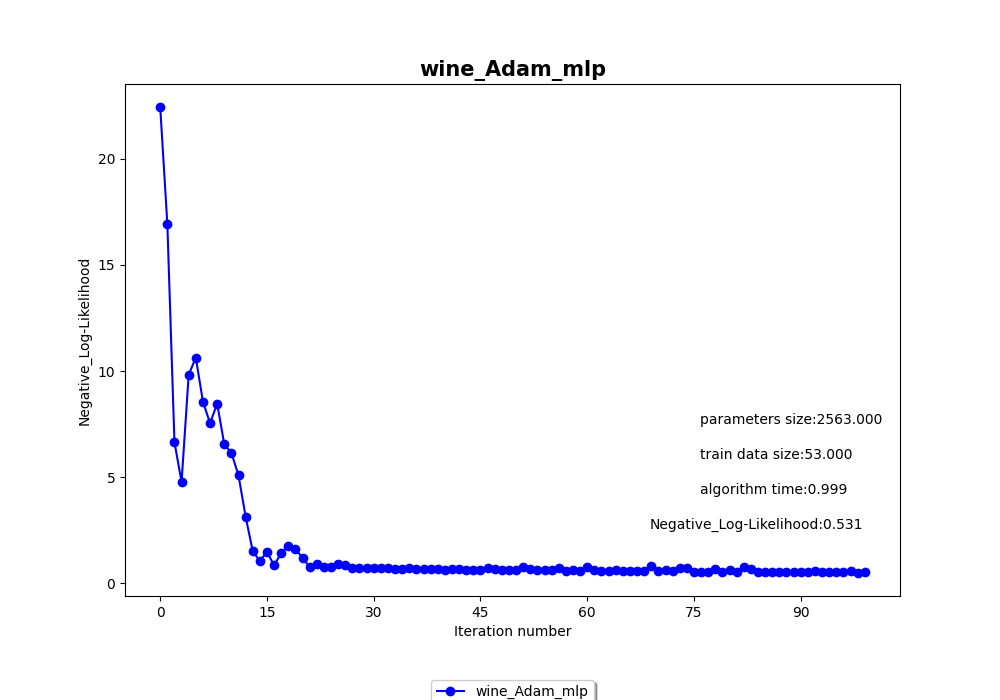 wine_Adam_mlp
20
15
10
5
0
Negative_Log-Likelihood
parameters size:2563.000
train data size:53.000
algorithm time:0.999
Negative_Log-Likelihood:0.531
0 15 30 45 60 75 90
Iteration number
wine_Adam_mlp